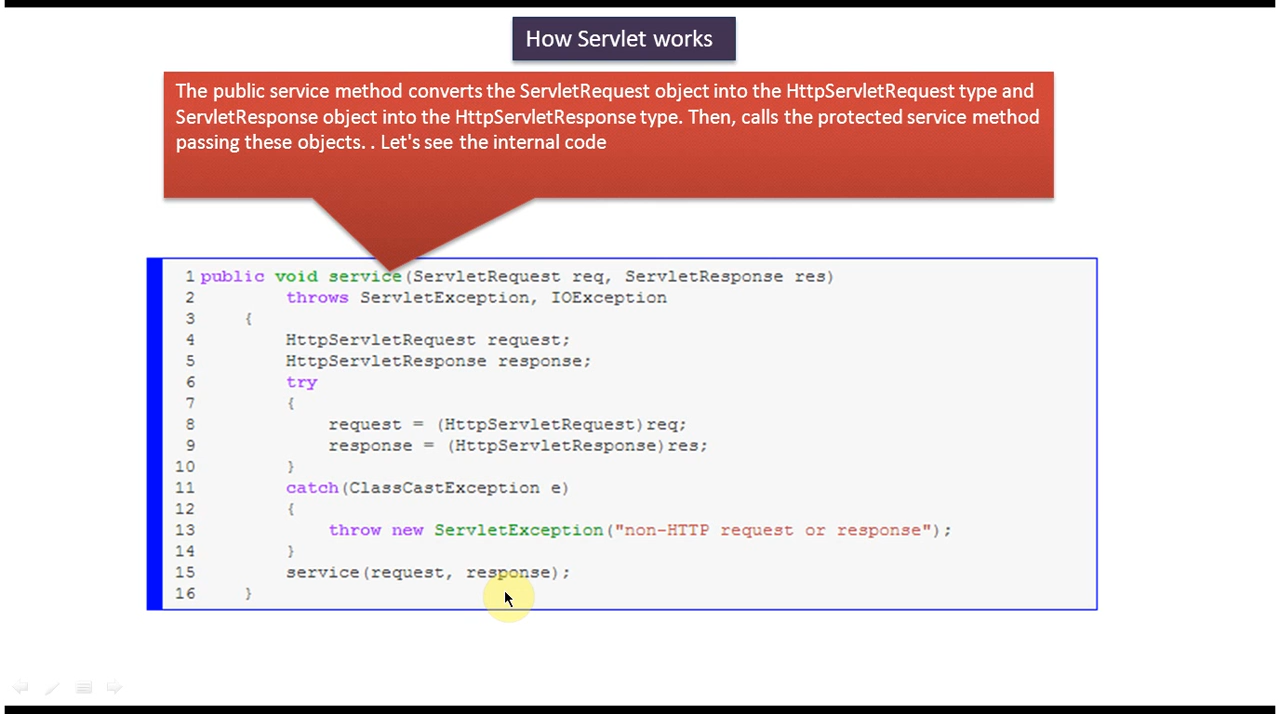 How Servlet works
The public service method converts the ServletRequest object into the HttpServletRequest type and
ServletResponse object into the HttpServletResponse type. Then, calls the protected service method
passing these objects. . Let's see the internal code
1 public void service(ServletRequest req, ServletResponse res)
2 throws ServletException, IOException
3 {
4 HttpServletRequest request;
5 HttpServletResponse response;
6 try
7 {
8 request = (HttpServletRequest)req;
9 response = (HttpServletResponse)res;
10 }
11 catch(ClassCastException e)
12 {
13 throw new ServletException("non-HTTP request or response");
14 }
15 service(request, response);
16 }